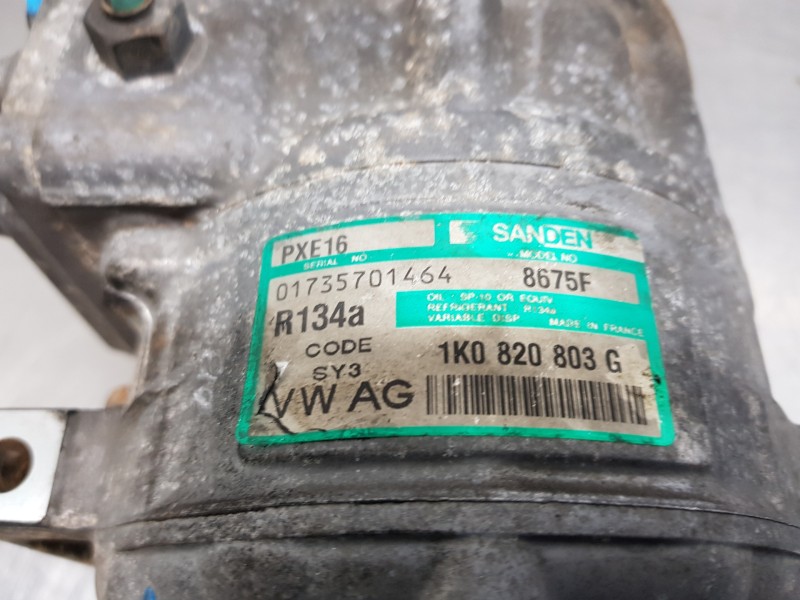 PXE16 SANDEN
SERIAL NO MODEL NO
01735701464 8675F
R134a
OIL SP-10 OR EQUIV
REFRIGERANT R134a
VARIABLE DISP MADE IN FRANCE
CODE
SY3
1K0 820 803 G
VW AG